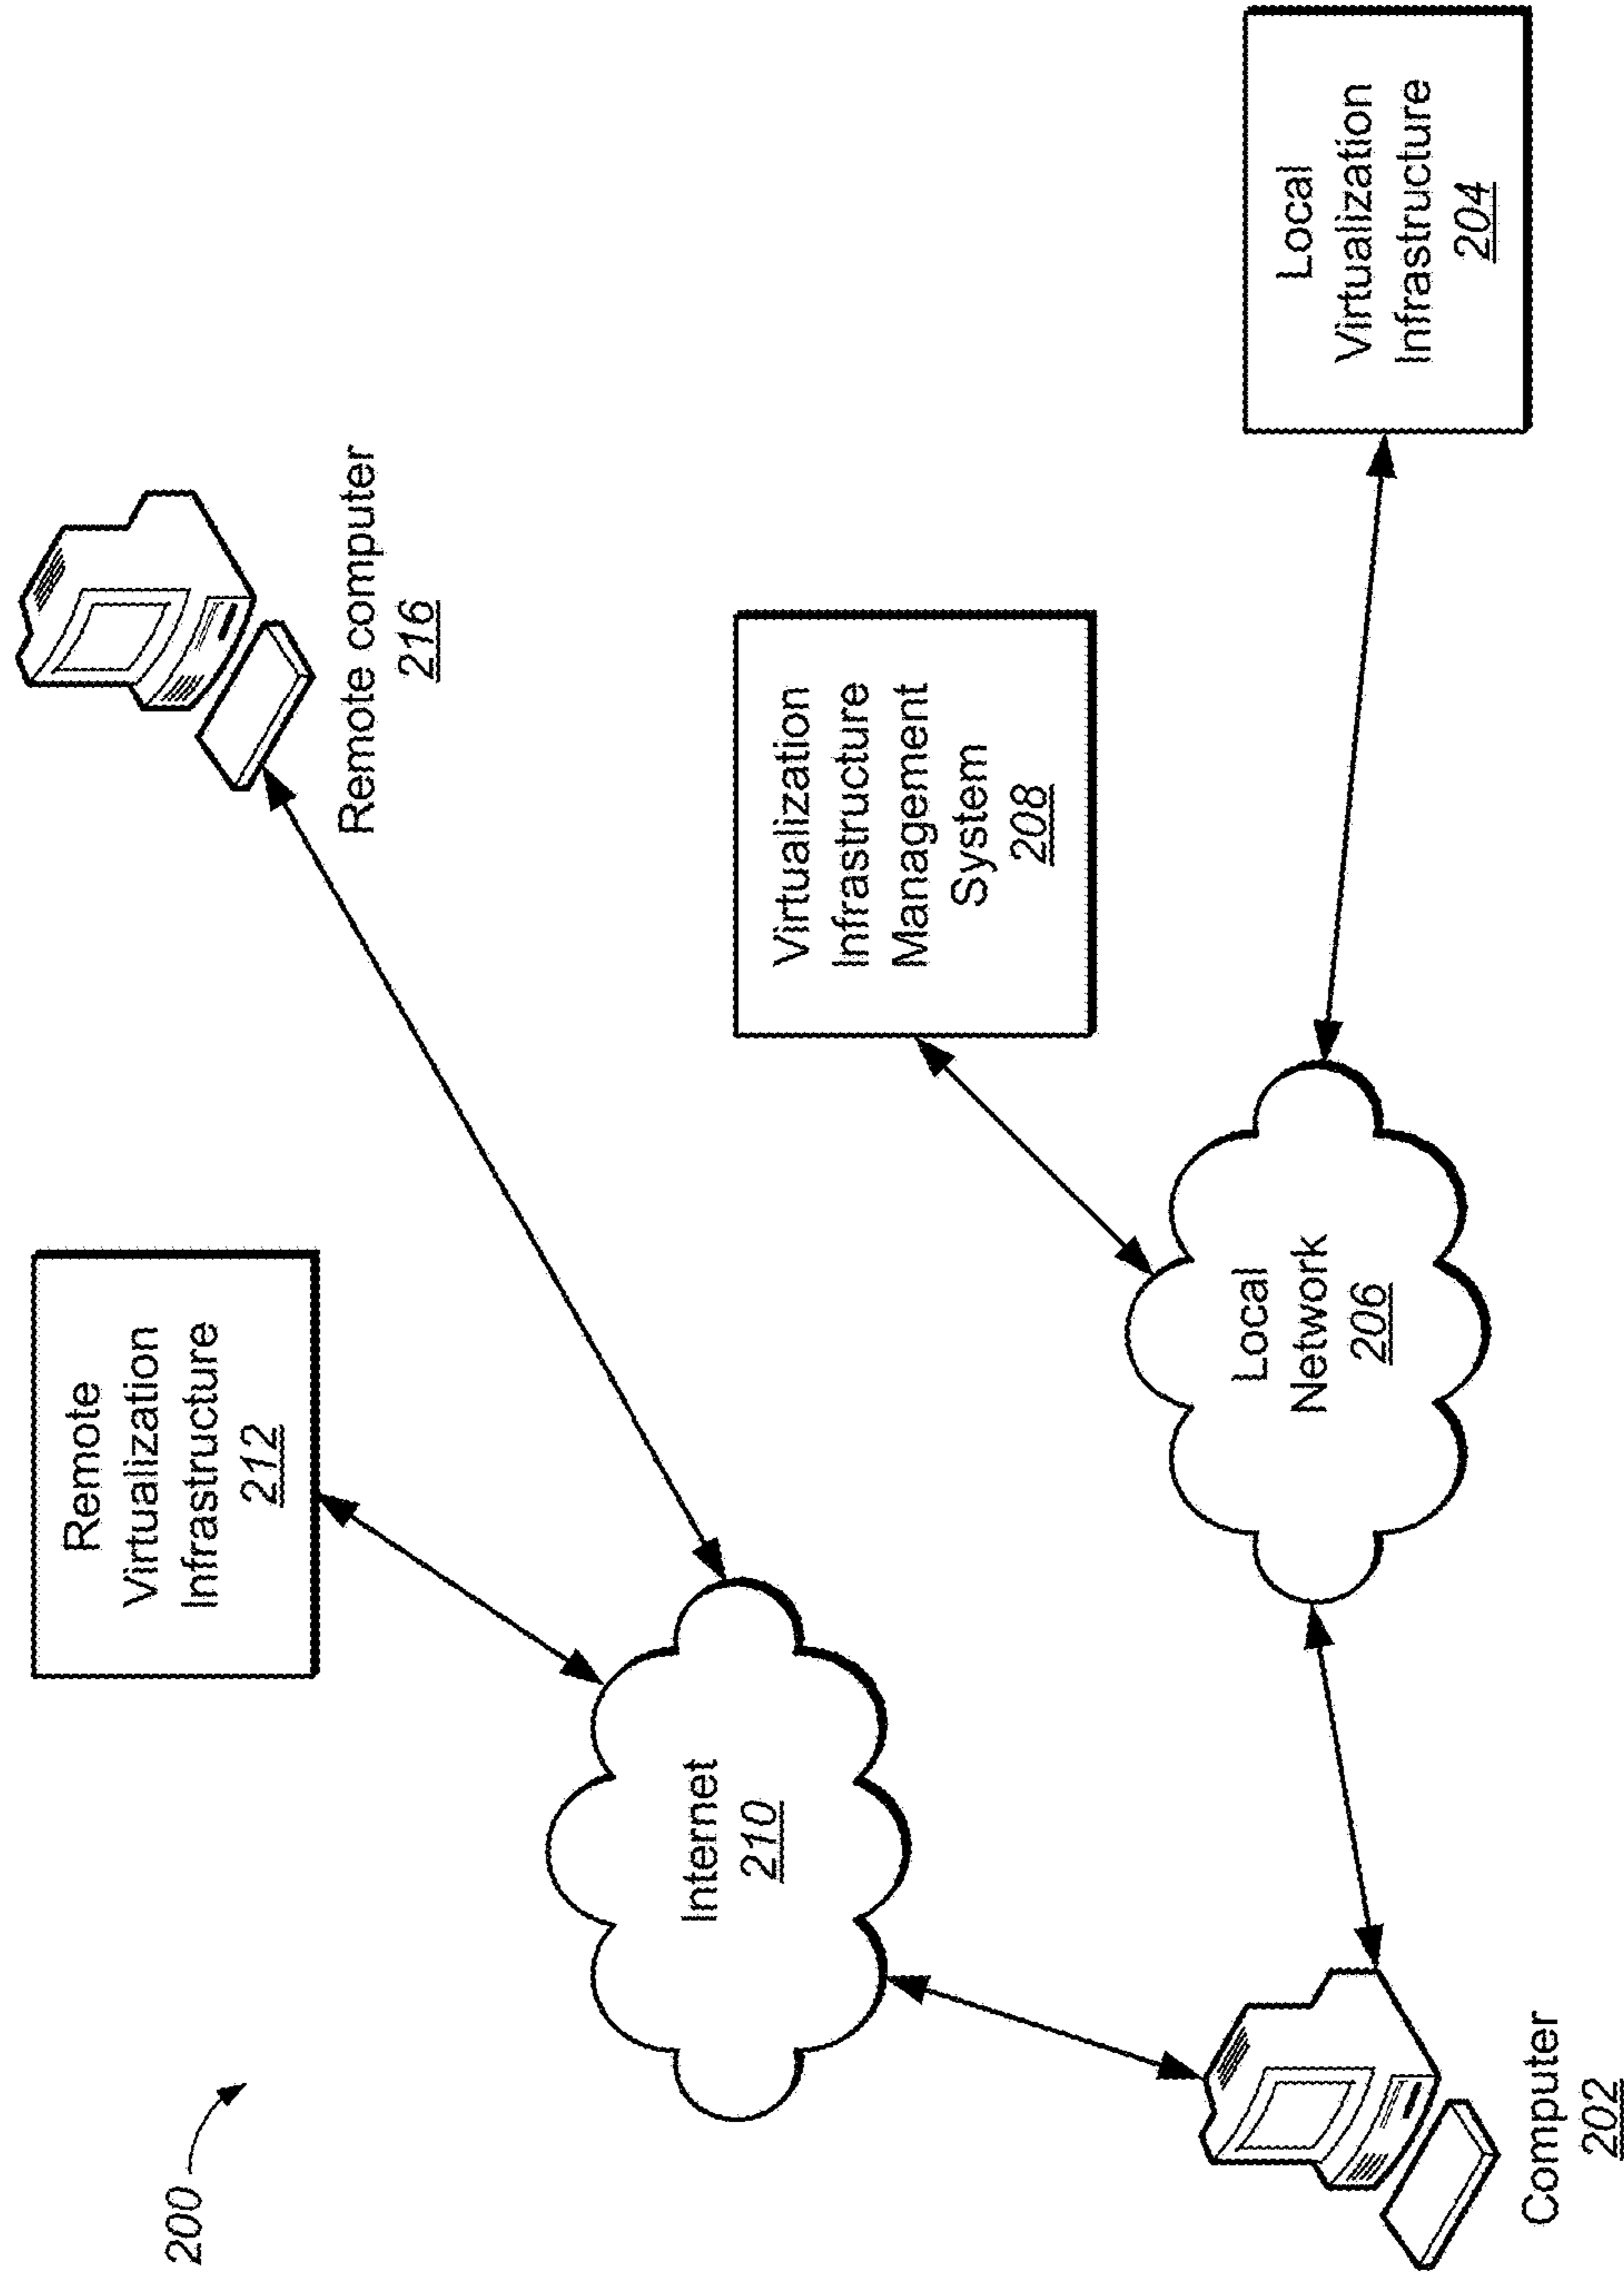 200
Remote
Virtualization
Infrastructure
212
Remote computer
216
Internet
210
Virtualization
Infrastructure
Management
System
208
Local
Network
206
Local
Virtualization
Infrastructure
204
Computer
202